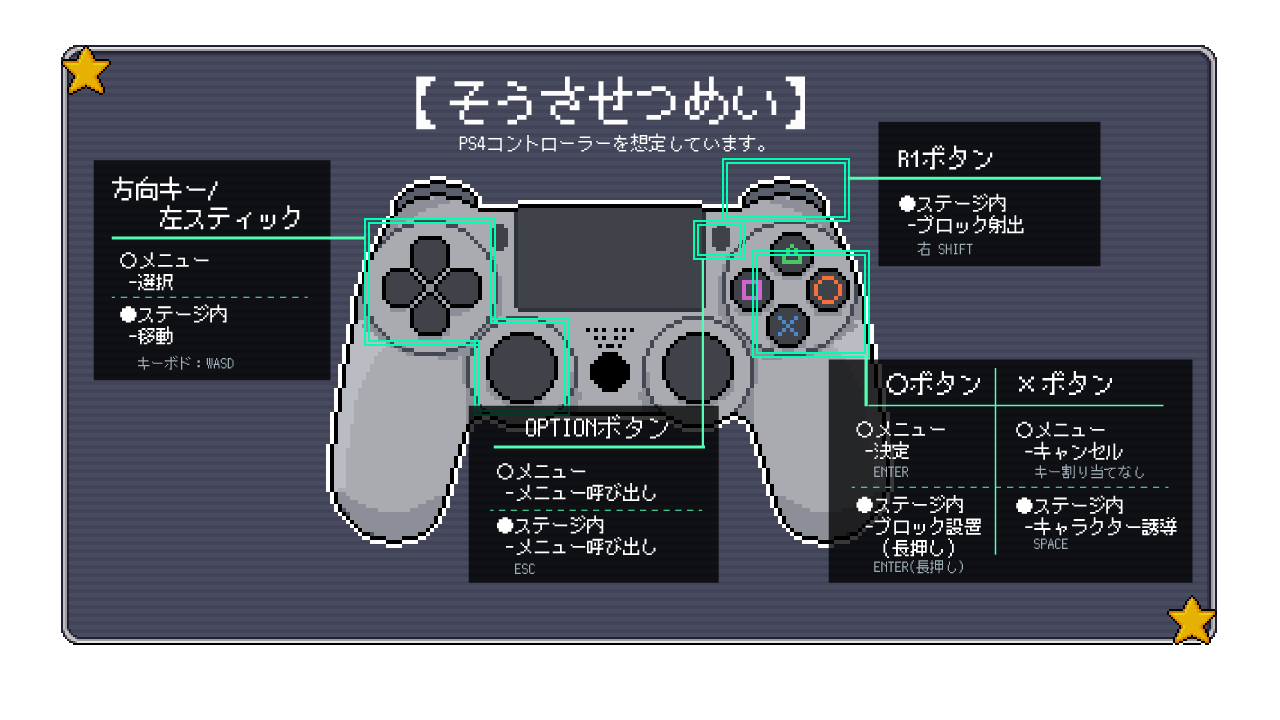 【そうさせつめい】
PS4コントローラーを想定しています。
方向キー/
左スティック
○メニュー
-選択
●ステージ内
-移動
キーボド：WASD
R1ボタン
●ステージ内
-ブロック射出
右 SHIFT
OPTIONボタン
○メニュー
-メニュー呼び出し
●ステージ内
-メニュー呼び出し
ESC
○ボタン
○メニュー
-決定
ENTER
●ステージ内
-ブロック設置
(長押し)
ENTER(長押し)
×ボタン
○メニュー
-キャンセル
キー割り当てなし
●ステージ内
-キャラクター誘導
SPACE